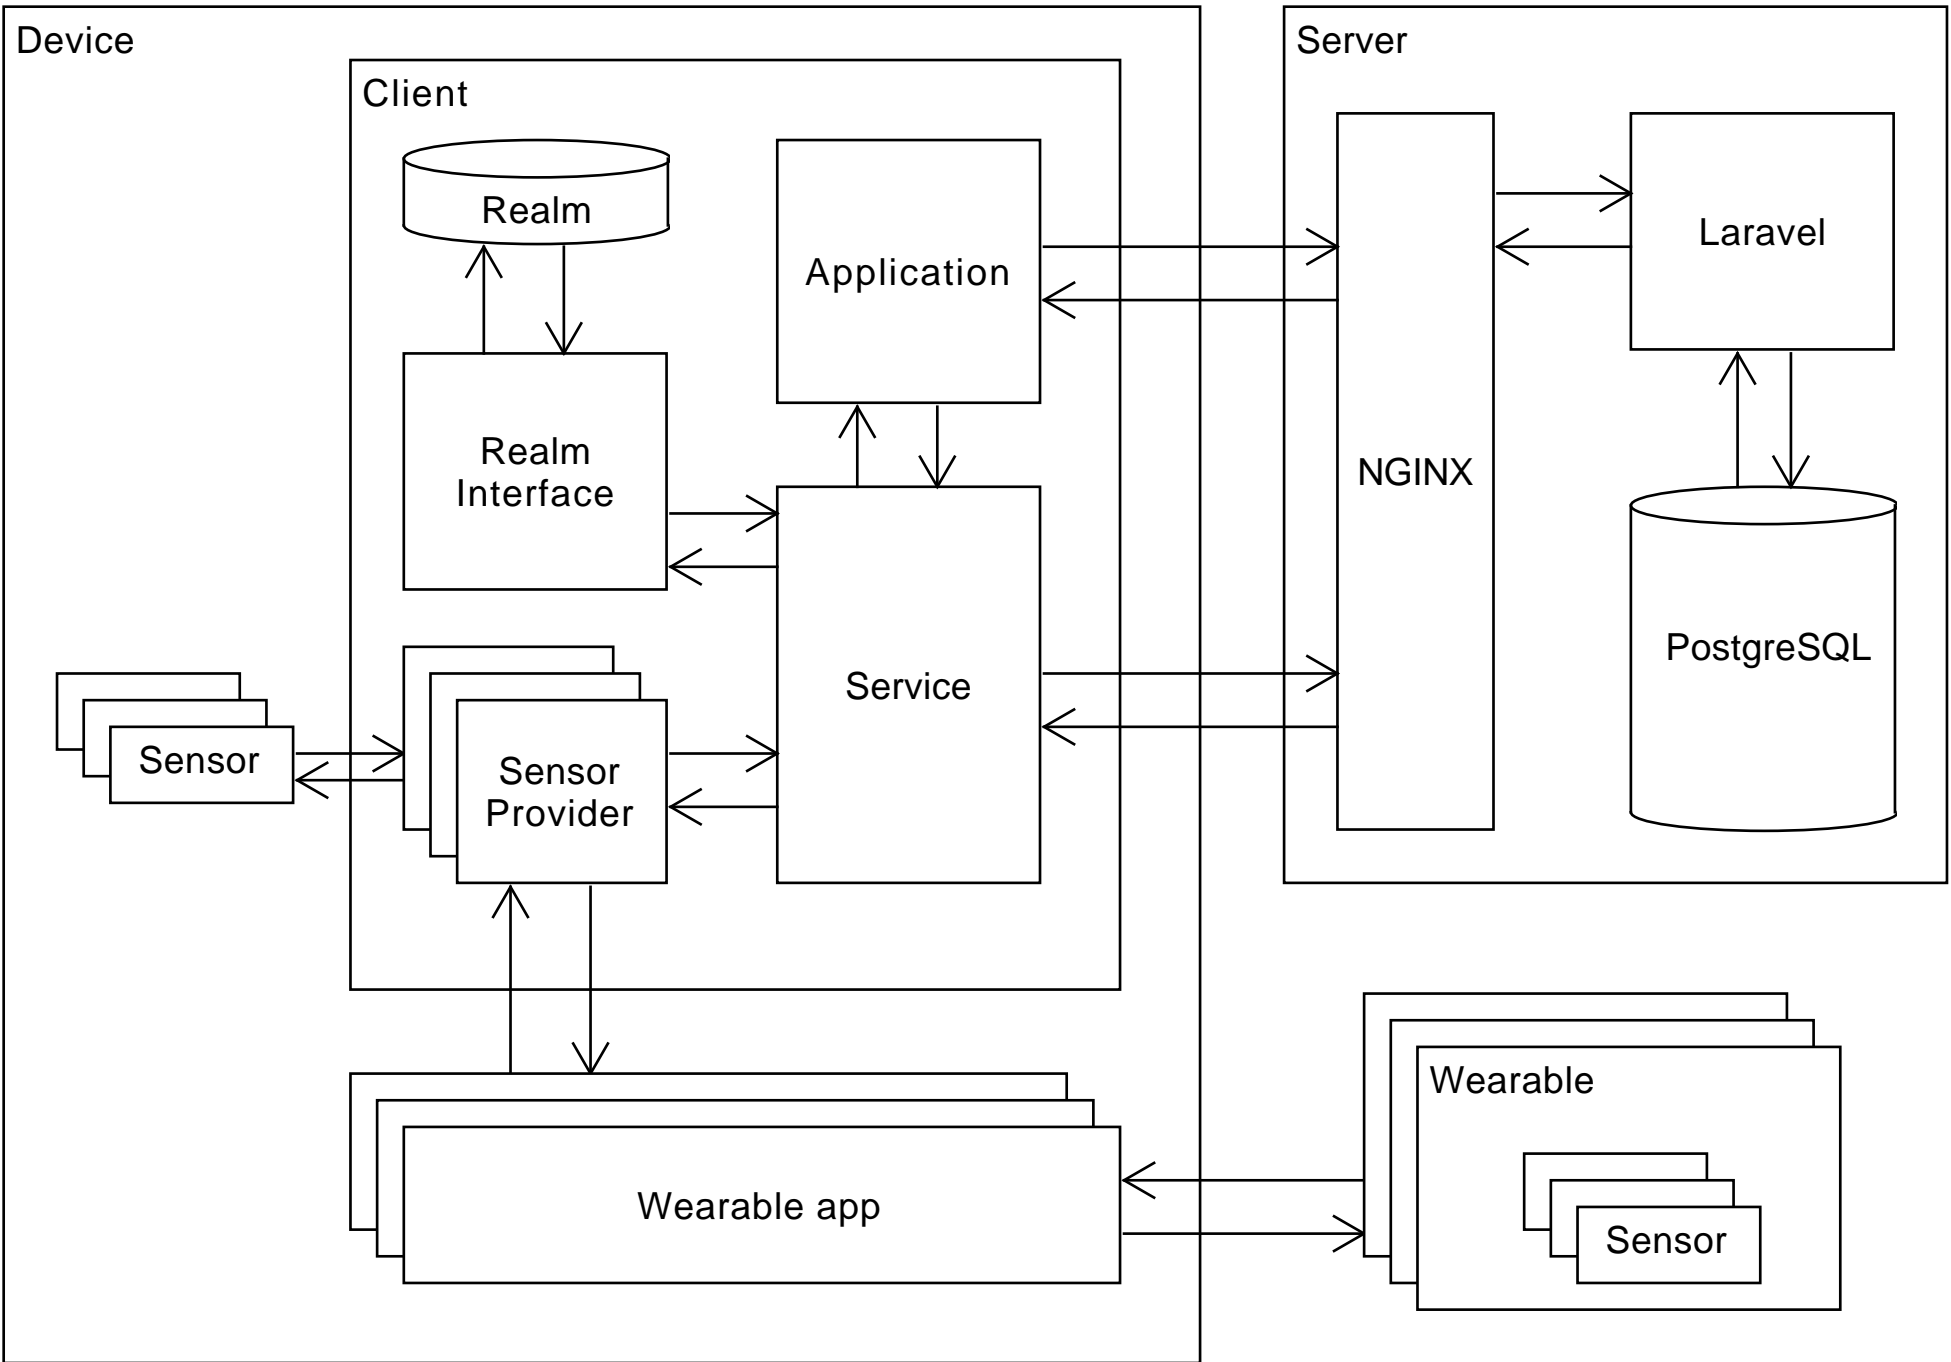 Device
Server
Client
Realm
Application
Laravel
Realm
Interface
NGINX
PostgreSQL
Service
Sensor
Sensor
Provider
Wearable
Wearable app
Sensor